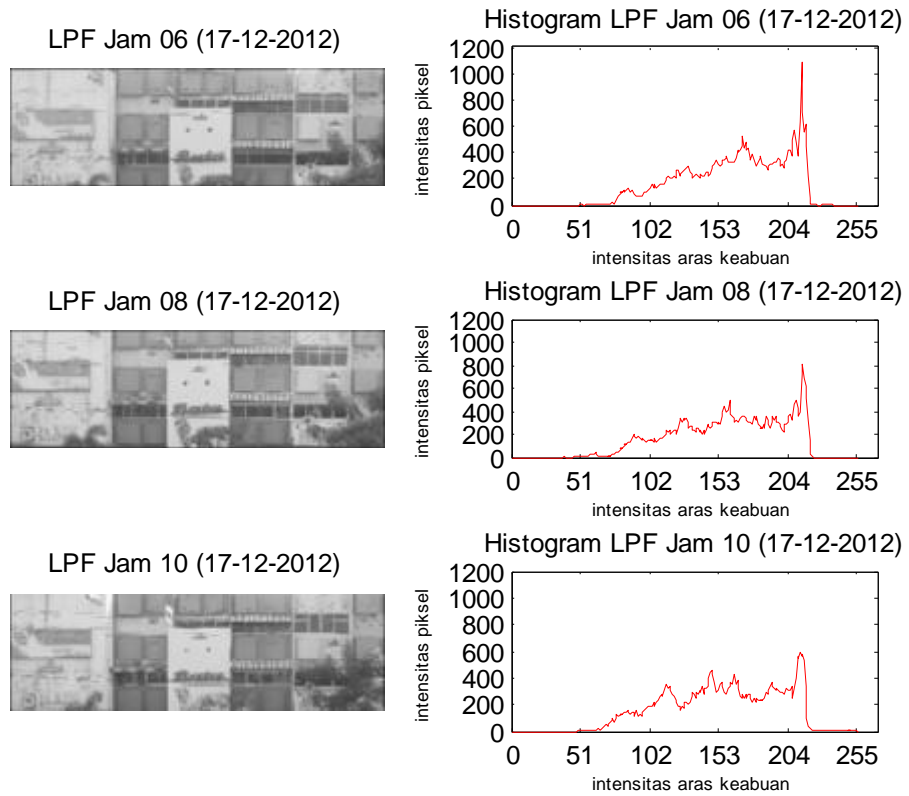 LPF Jam 06 (17-12-2012)
Histogram LPF Jam 06 (17-12-2012)
intensitas piksel
1200
1000
800
600
400
200
0
0 51 102 153 204 255
intensitas aras keabuan
LPF Jam 08 (17-12-2012)
Histogram LPF Jam 08 (17-12-2012)
intensitas piksel
1200
1000
800
600
400
200
0
0 51 102 153 204 255
intensitas aras keabuan
LPF Jam 10 (17-12-2012)
Histogram LPF Jam 10 (17-12-2012)
intensitas piksel
1200
1000
800
600
400
200
0
0 51 102 153 204 255
intensitas aras keabuan